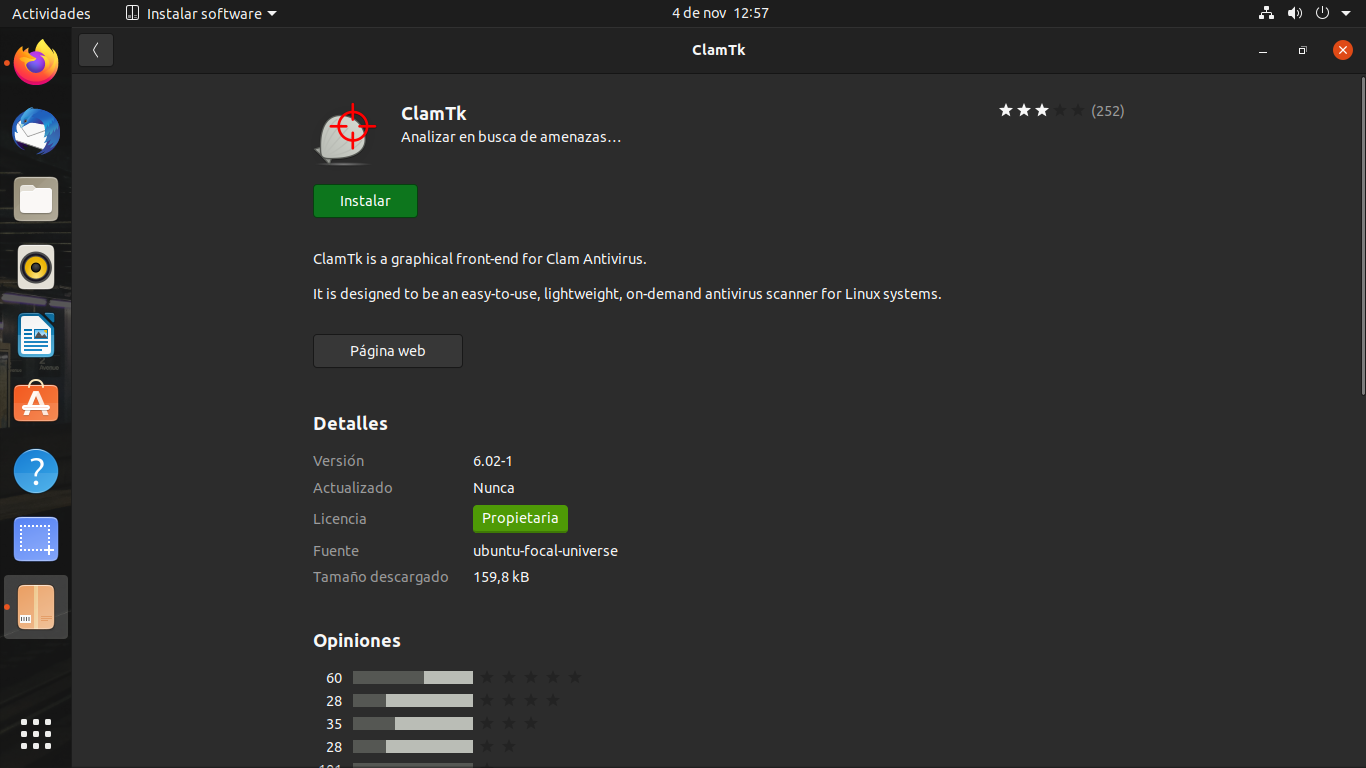 Actividades
Instalar software
4 de nov 12:57
ClamTk
ClamTk
(252)
Analizar en busca de amenazas…
Instalar
ClamTk is a graphical front-end for Clam Antivirus.
It is designed to be an easy-to-use, lightweight, on-demand antivirus scanner for Linux systems.
Página web
Detalles
Versión 6.02-1
Actualizado Nunca
Licencia Propietaria
Fuente ubuntu-focal-universe
Tamaño descargado 159,8 kB
Opiniones
60
28
35
28